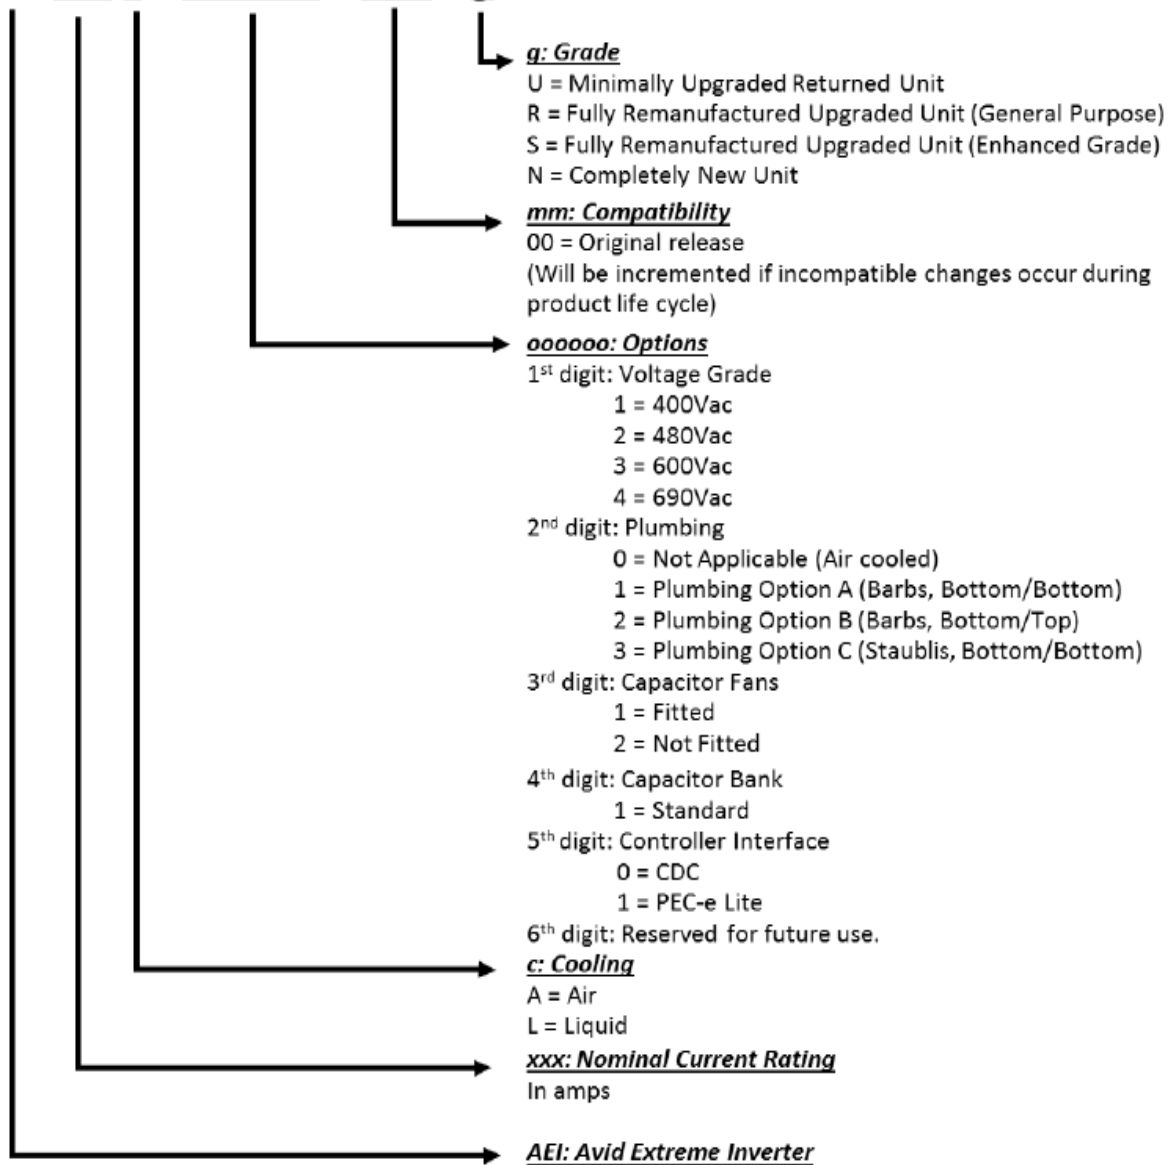 g: Grade
U = Minimally Upgraded Returned Unit
R = Fully Remanufactured Upgraded Unit (General Purpose)
S = Fully Remanufactured Upgraded Unit (Enhanced Grade)
N = Completely New Unit
mm: Compatibility
00 = Original release
(Will be incremented if incompatible changes occur during
product life cycle)
oooooo: Options
1st digit: Voltage Grade
1 = 400Vac
2 = 480Vac
3 = 600Vac
4 = 690Vac
2nd digit: Plumbing
0 = Not Applicable (Air cooled)
1 = Plumbing Option A (Barbs, Bottom/Bottom)
2 = Plumbing Option B (Barbs, Bottom/Top)
3 = Plumbing Option C (Staublis, Bottom/Bottom)
3rd digit: Capacitor Fans
1 = Fitted
2 = Not Fitted
4th digit: Capacitor Bank
1 = Standard
5th digit: Controller Interface
0 = CDC
1 = PEC-e Lite
6th digit: Reserved for future use.
c: Cooling
A = Air
L = Liquid
xxx: Nominal Current Rating
In amps
AEI: Avid Extreme Inverter